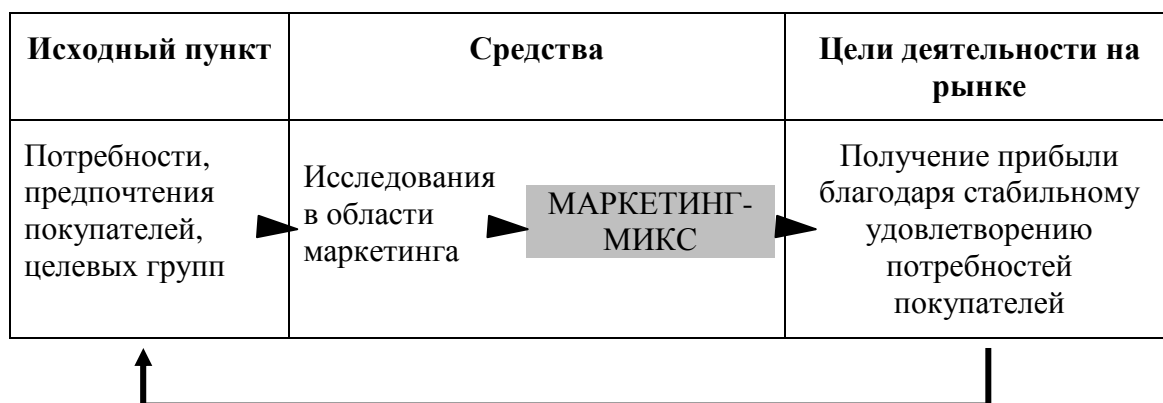 Исходный пункт
Средства
Цели деятельности на
рынке
Потребности,
предпочтения
покупателей,
целевых групп
Исследования
в области
маркетинга
МАРКЕТИНГ-
МИКС
Получение прибыли
благодаря стабильному
удовлетворению
потребностей
покупателей